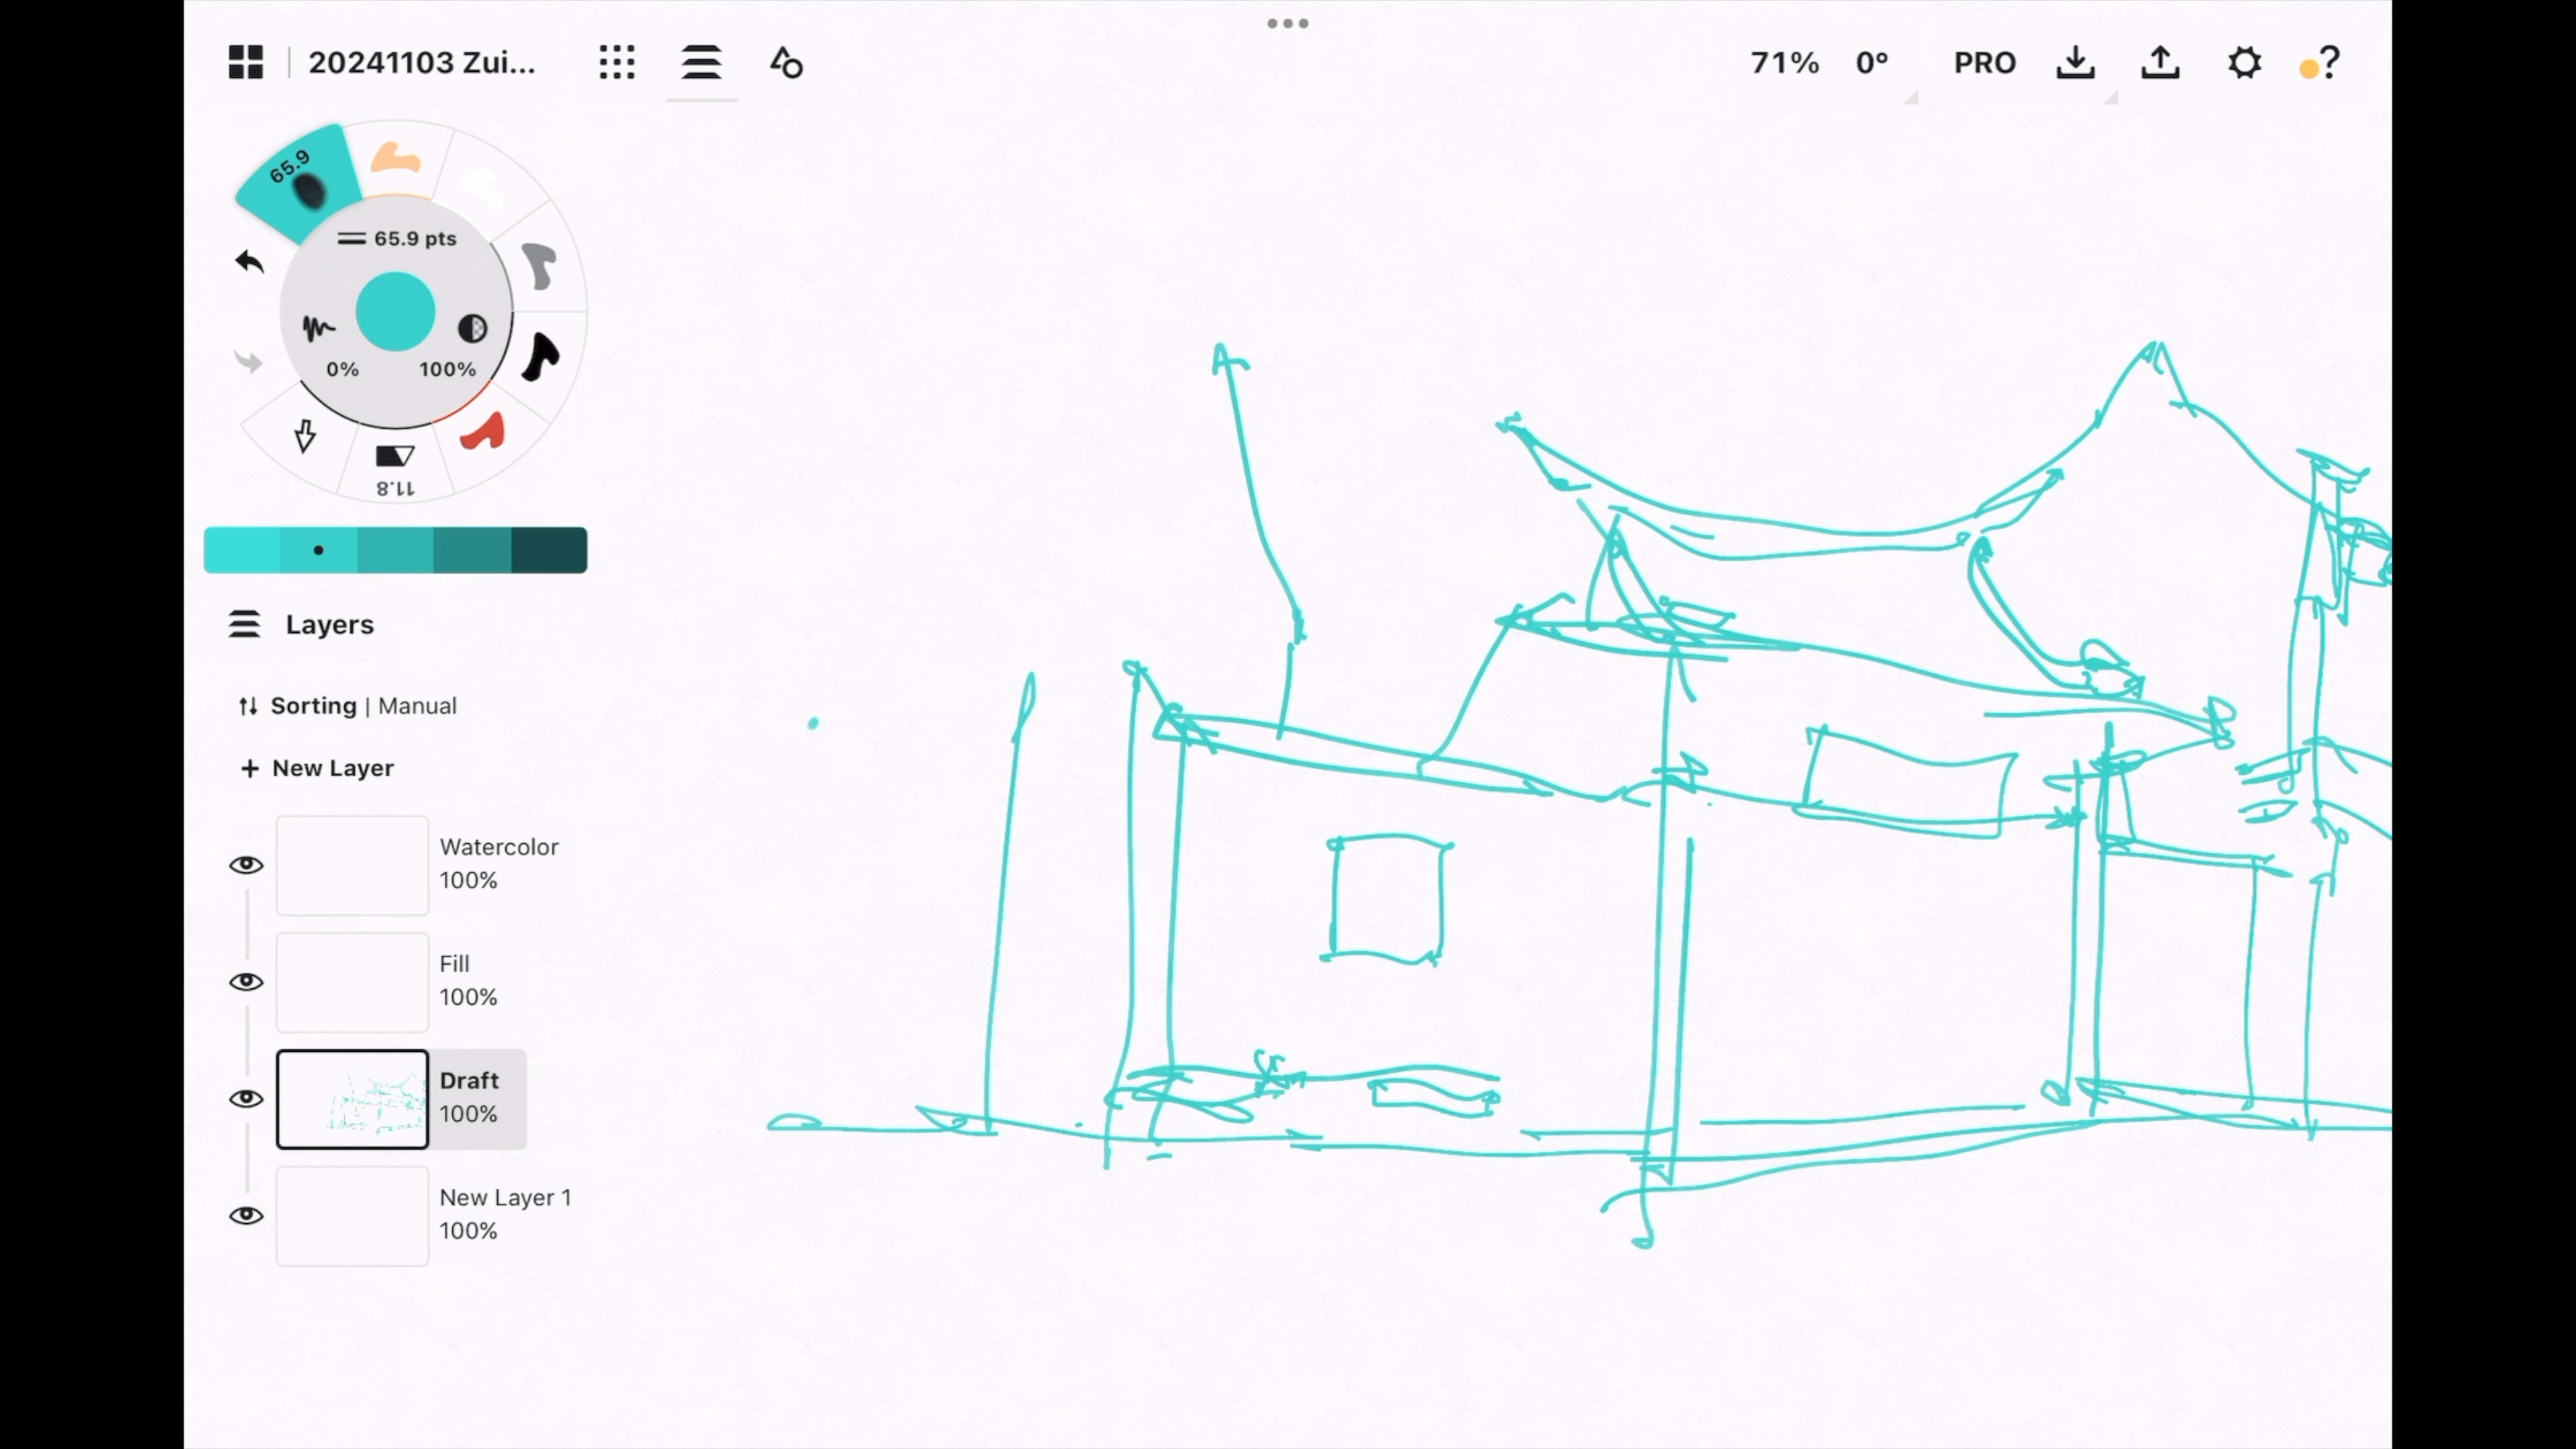 20241103 Zui...
71%
0°
PRO
?
65.9
65.9 pts
0%
100%
11.8
Layers
Sorting | Manual
+ New Layer
Watercolor
100%
Fill
100%
Draft
100%
New Layer 1
100%